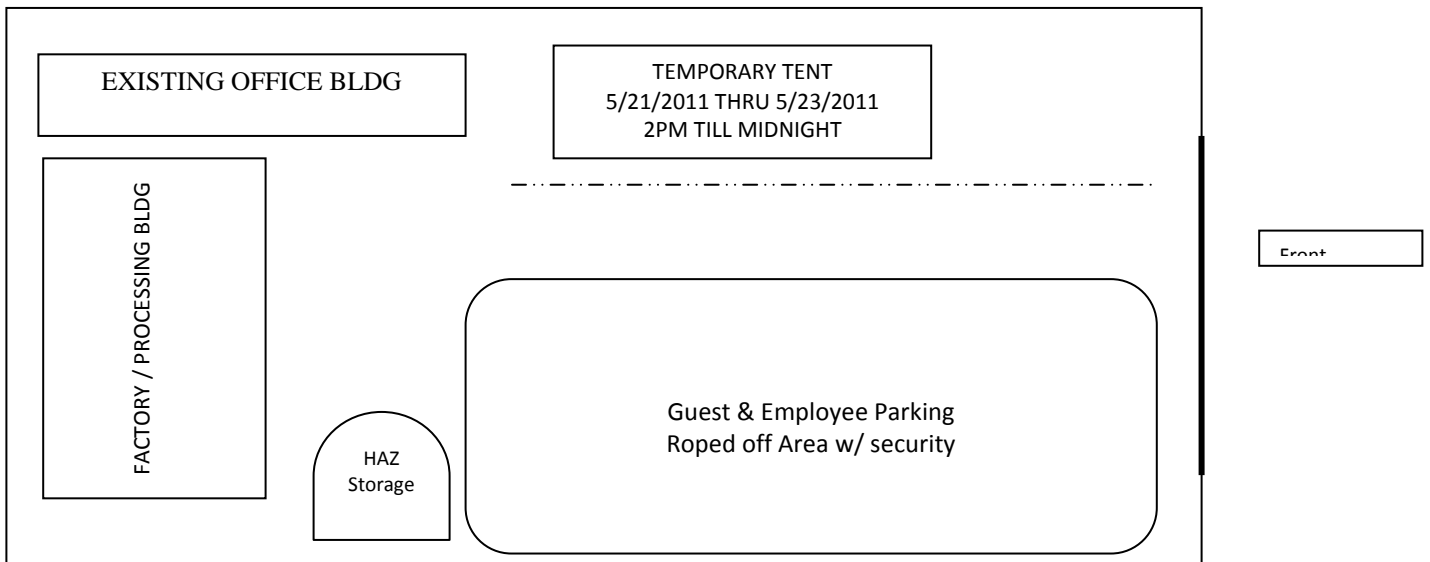 EXISTING OFFICE BLDG
TEMPORARY TENT
5/21/2011 THRU 5/23/2011
2PM TILL MIDNIGHT
FACTORY / PROCESSING BLDG
Front
Guest & Employee Parking
Roped off Area w/ security
HAZ
Storage